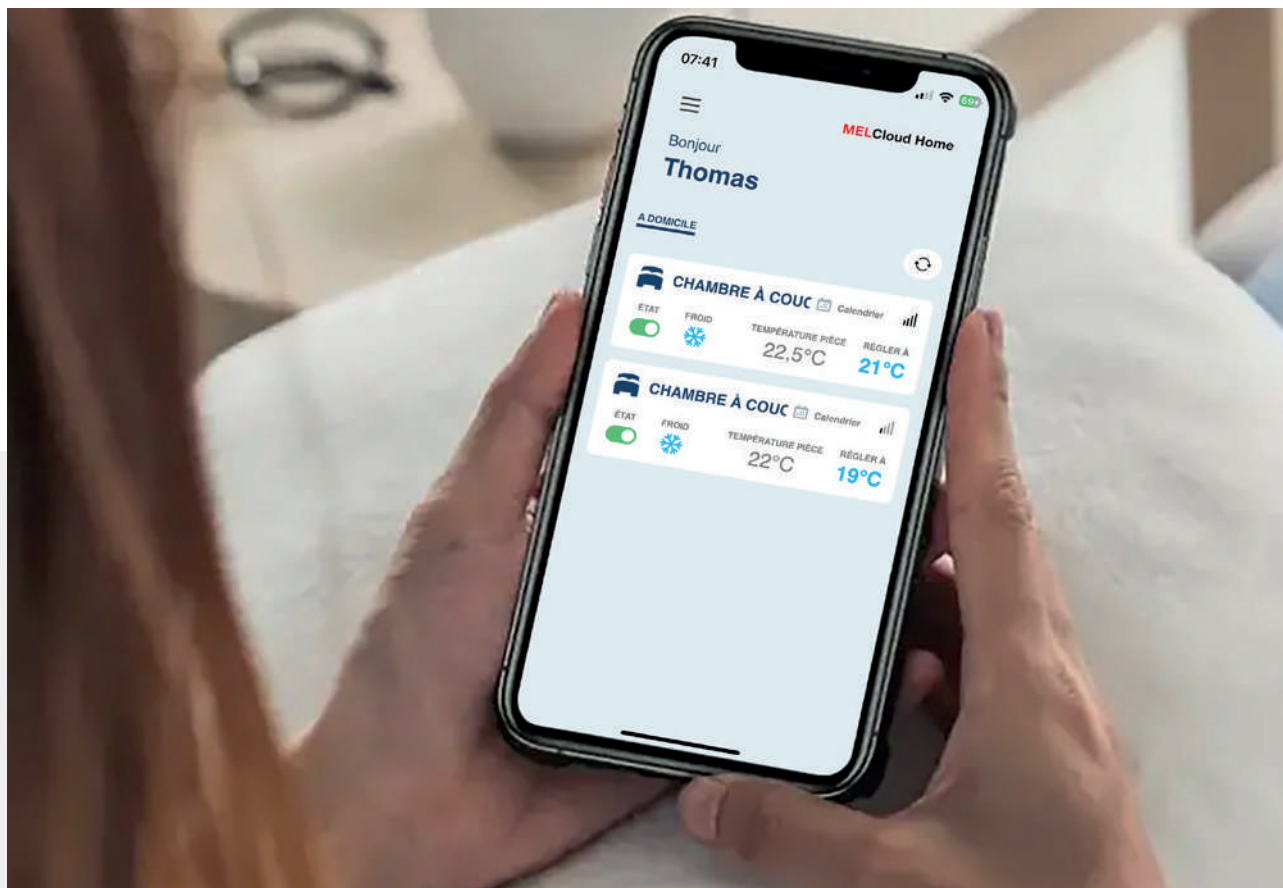 07:41
69
MELCloud Home
Bonjour
Thomas
A DOMICILE
CHAMBRE À COUC Calendrier
ÉTAT FROID TEMPÉRATURE PIÈCE RÉGLER À
22,5°C 21°C
CHAMBRE À COUC Calendrier
ÉTAT FROID TEMPÉRATURE PIÈCE RÉGLER À
22°C 19°C